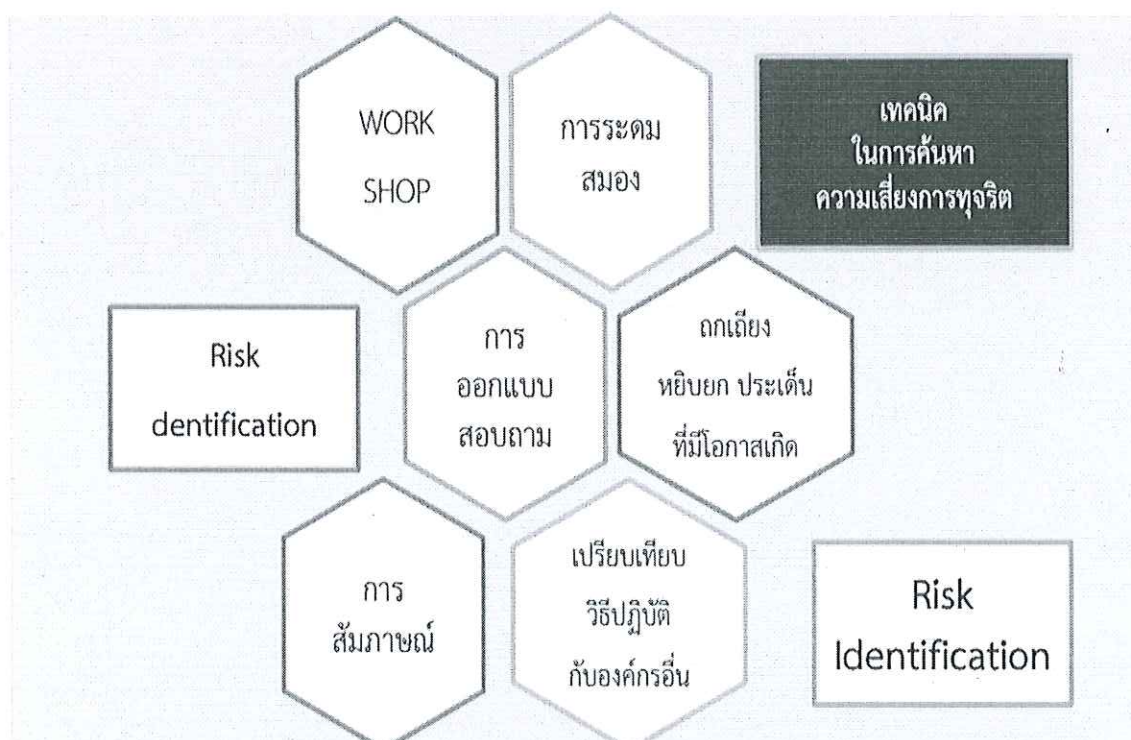 WORK
SHOP
การระดม
สมอง
เทคนิค
ในการค้นหา
ความเสี่ยงการทุจริต
Risk
dentification
การ
ออกแบบ
สอบถาม
ถกเถียง
หยิบยก ประเด็น
ที่มีโอกาสเกิด
การ
สัมภาษณ์
เปรียบเทียบ
วิธีปฏิบัติ
กับองค์กรอื่น
Risk
Identification